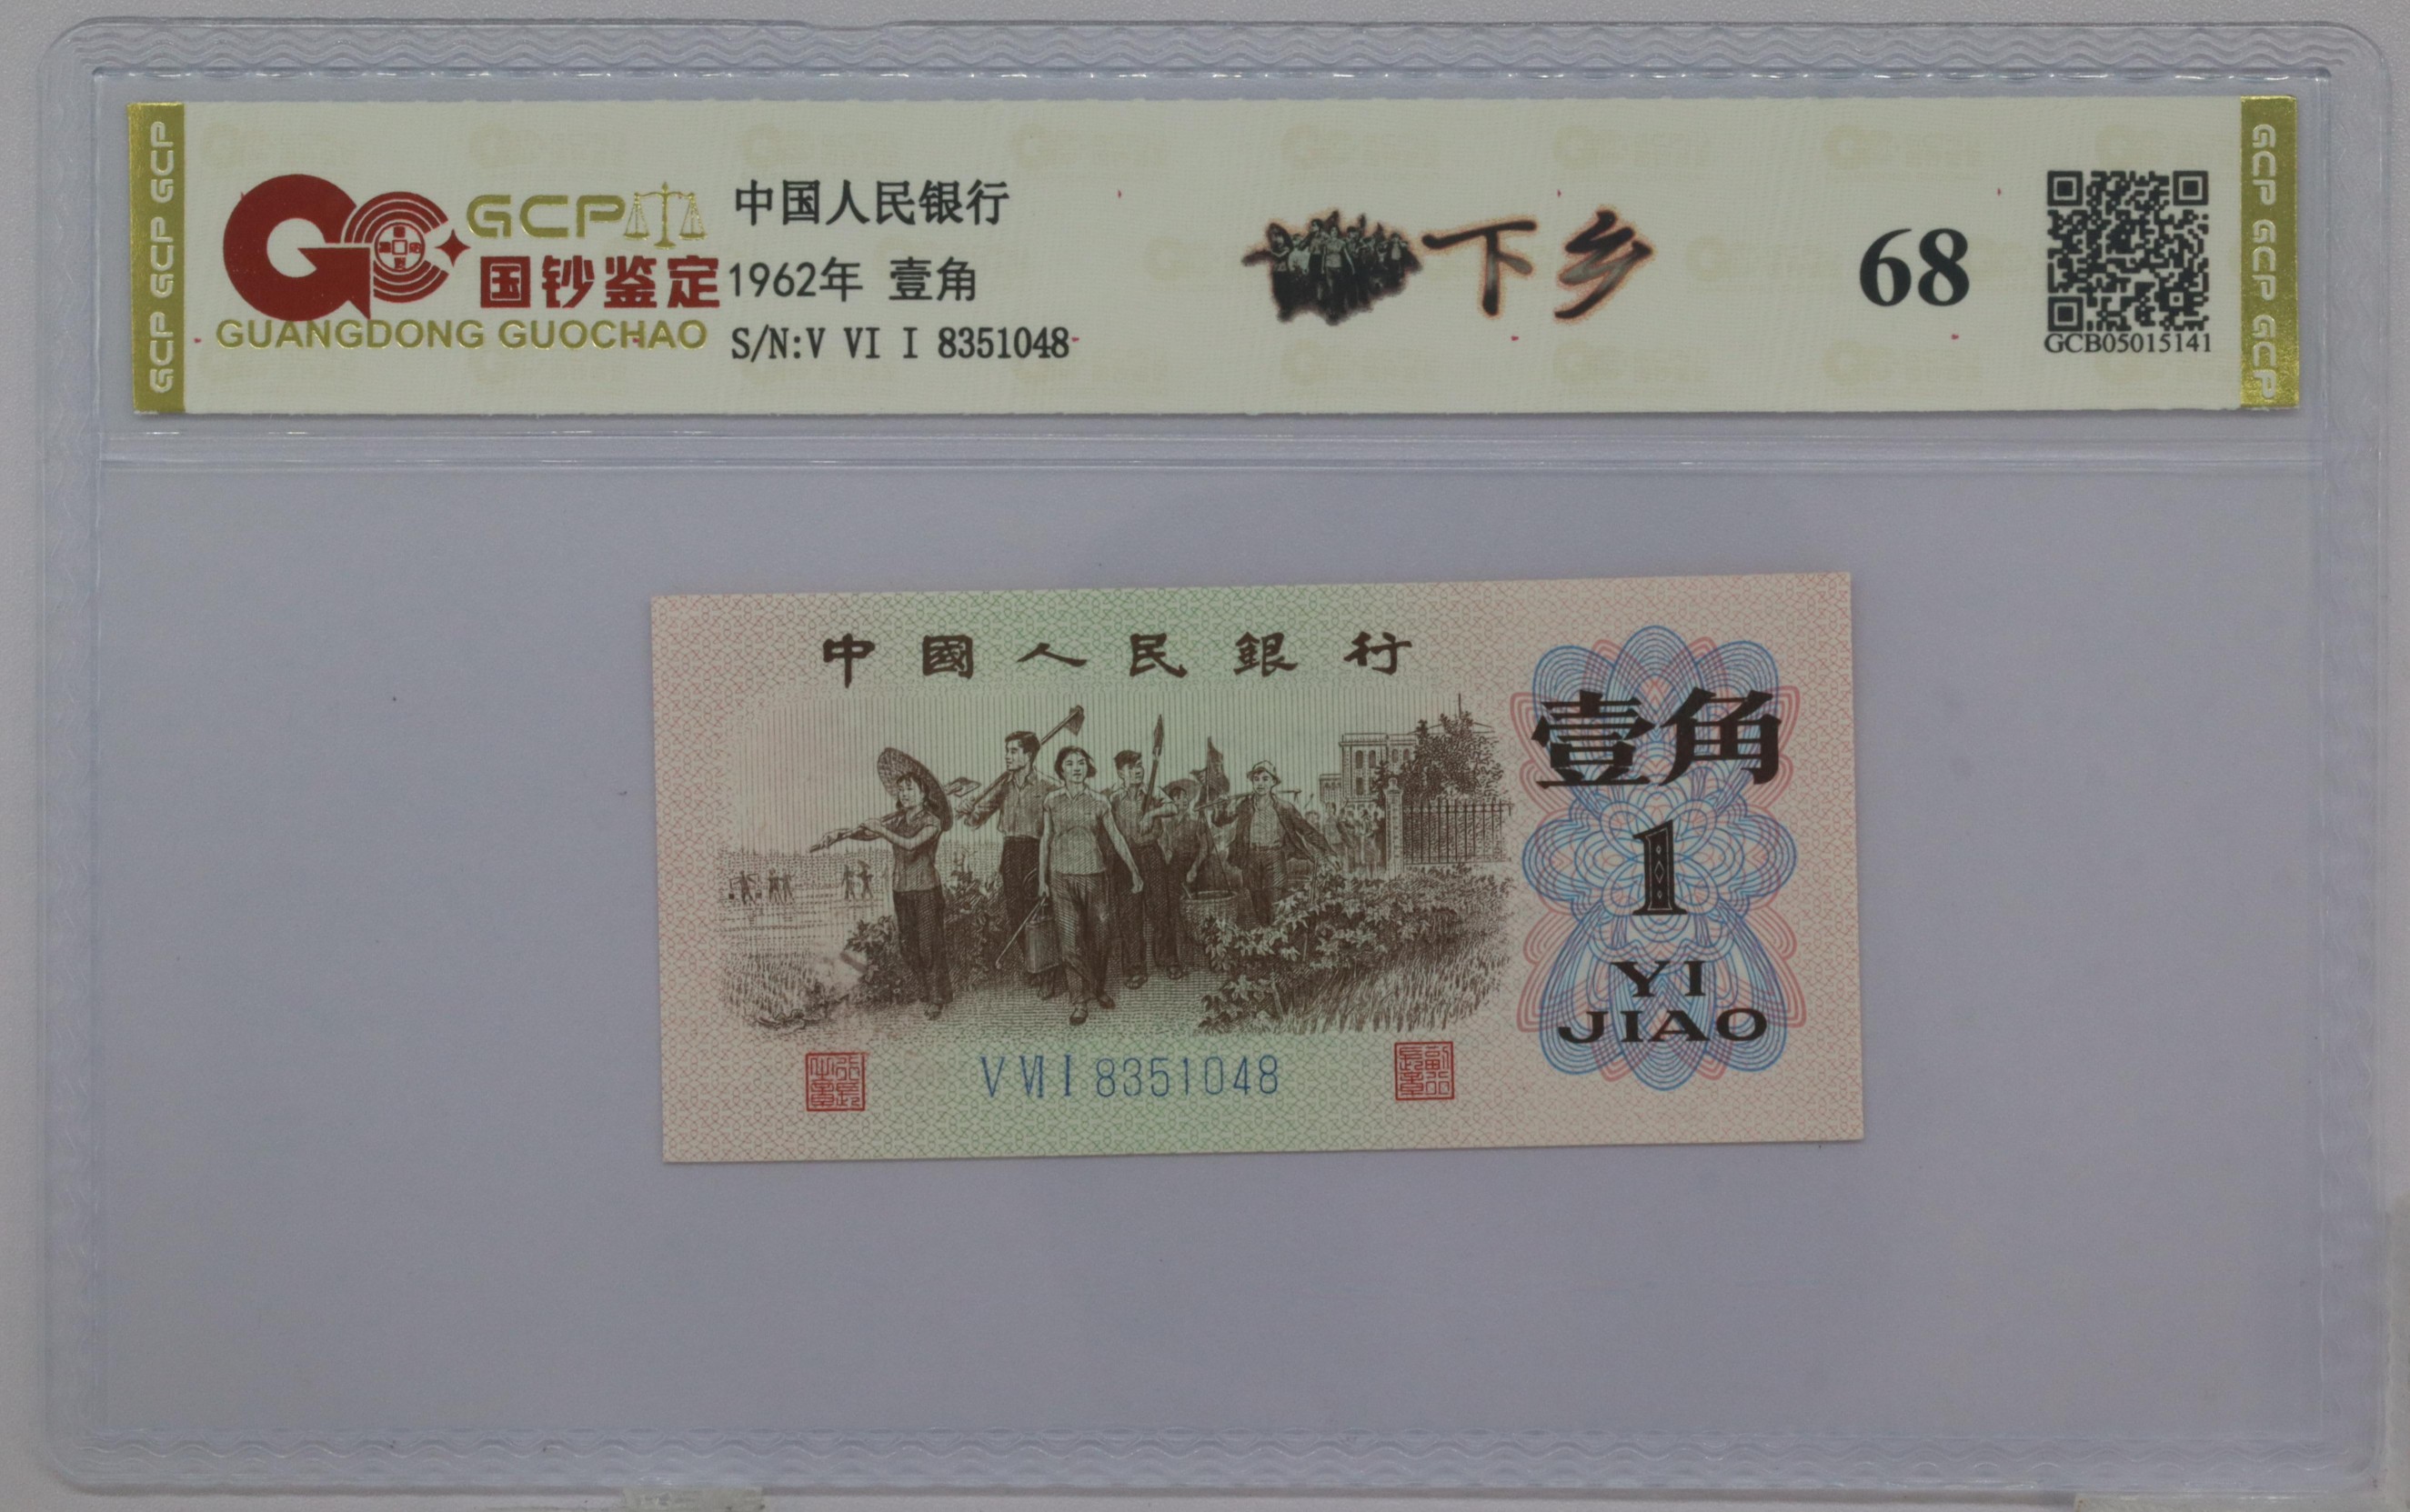 GCP GCP GCP
GCP
国钞鉴定
GUANGDONG GUOCHAO
中国人民银行
1962年 壹角
S/N:V VI I 8351048
下乡
68
GCB05015141
GCP GCP GCP GCP
中國人民銀行
壹角
1
YI
JIAO
V VI I 8351048